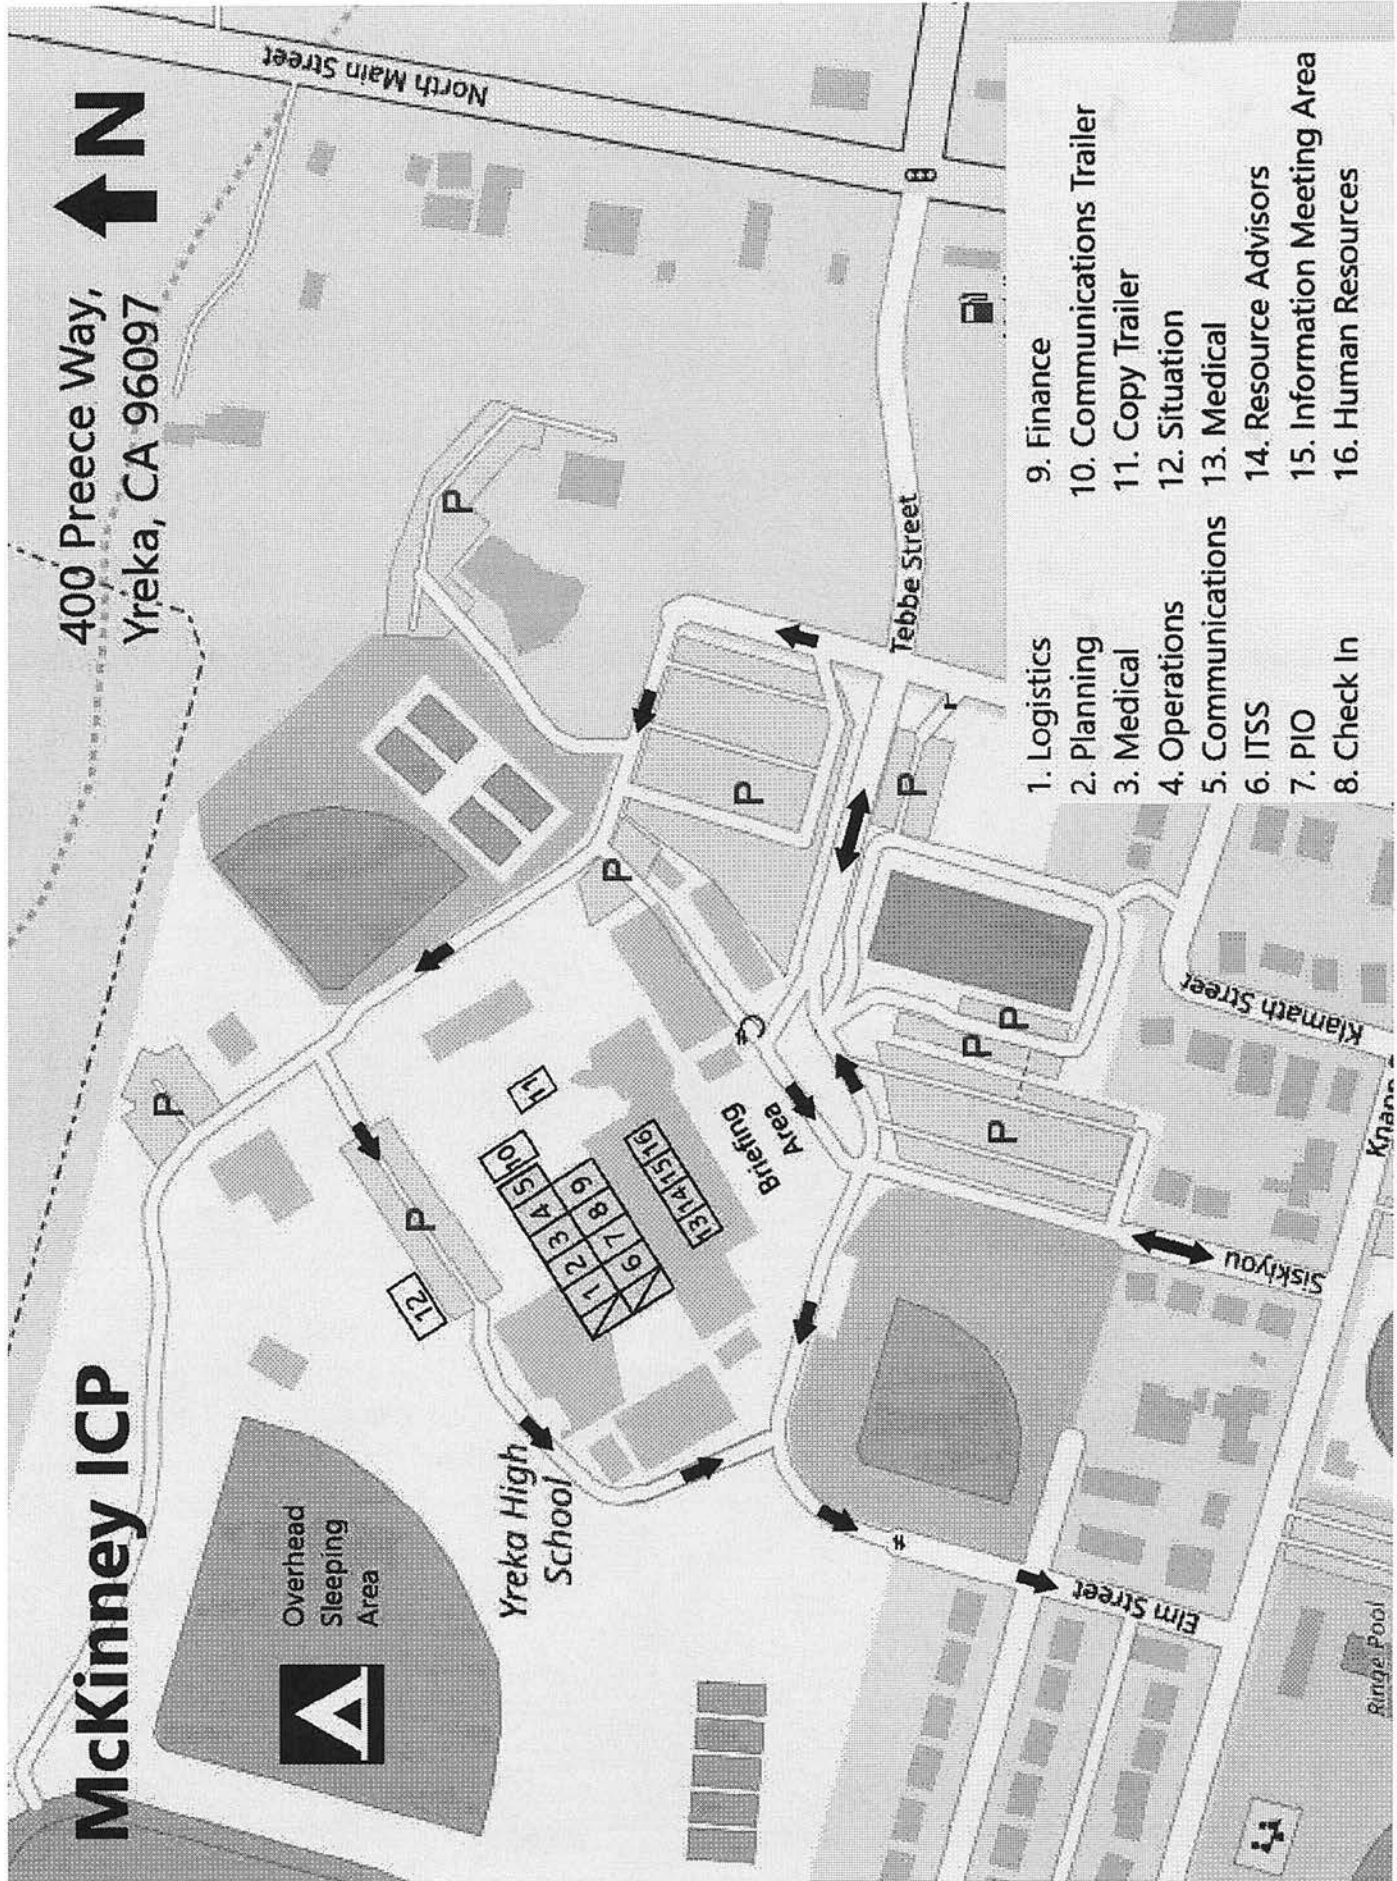 McKinney ICP
400 Preece Way,
Yreka, CA 96097
N
North Main Street
Overhead
Sleeping
Area
Yreka High
School
P
P
P
P
P
P
P
P
P
12
11
10
1 2 3 4 5
6 7 8 9
13 14 15 16
Briefing
Area
Tebbe Street
Klamath Street
Siskiyou
Elm Street
Ringe Pool
1. Logistics
2. Planning
3. Medical
4. Operations
5. Communications
6. ITSS
7. PIO
8. Check In
9. Finance
10. Communications Trailer
11. Copy Trailer
12. Situation
13. Medical
14. Resource Advisors
15. Information Meeting Area
16. Human Resources